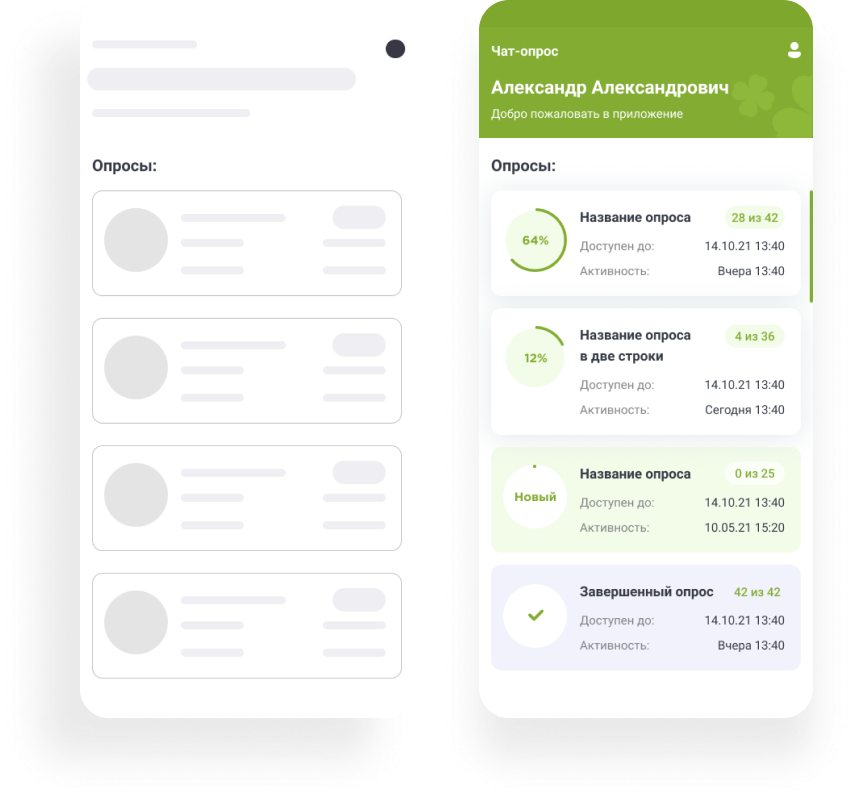 Опросы:
Чат-опрос
Александр Александрович
Добро пожаловать в приложение
Опросы:
64%
Название опроса
28 из 42
Доступен до:
14.10.21 13:40
Активность:
Вчера 13:40
12%
Название опроса
в две строки
4 из 36
Доступен до:
14.10.21 13:40
Активность:
Сегодня 13:40
Новый
Название опроса
0 из 25
Доступен до:
14.10.21 13:40
Активность:
10.05.21 15:20
Завершенный опрос
42 из 42
Доступен до:
14.10.21 13:40
Активность:
Вчера 13:40